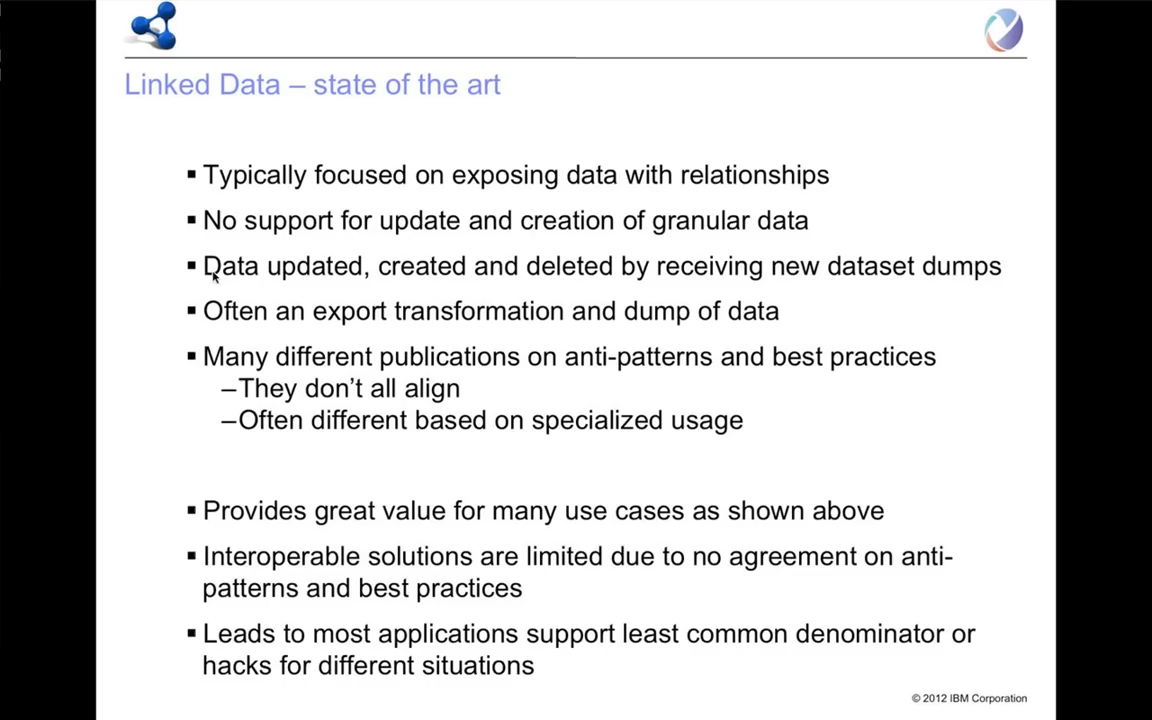 Linked Data – state of the art
▪ Typically focused on exposing data with relationships
▪ No support for update and creation of granular data
▪ Data updated, created and deleted by receiving new dataset dumps
▪ Often an export transformation and dump of data
▪ Many different publications on anti-patterns and best practices
–They don't all align
–Often different based on specialized usage
▪ Provides great value for many use cases as shown above
▪ Interoperable solutions are limited due to no agreement on anti-
patterns and best practices
▪ Leads to most applications support least common denominator or
hacks for different situations
© 2012 IBM Corporation